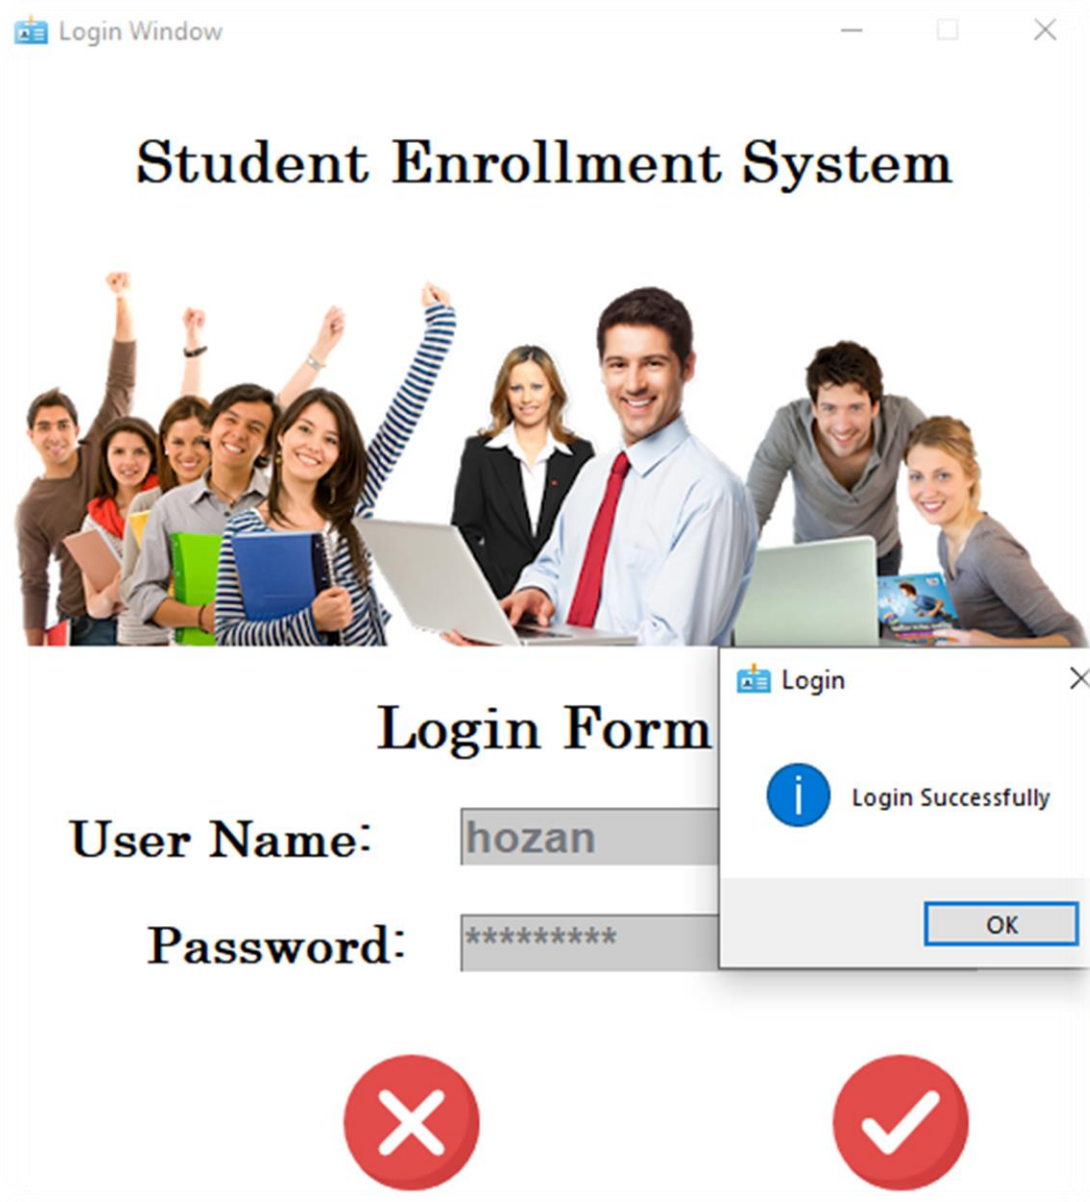 Login Window
Student Enrollment System
Login Form
User Name: hozan
Password: *********
Login
Login Successfully
OK